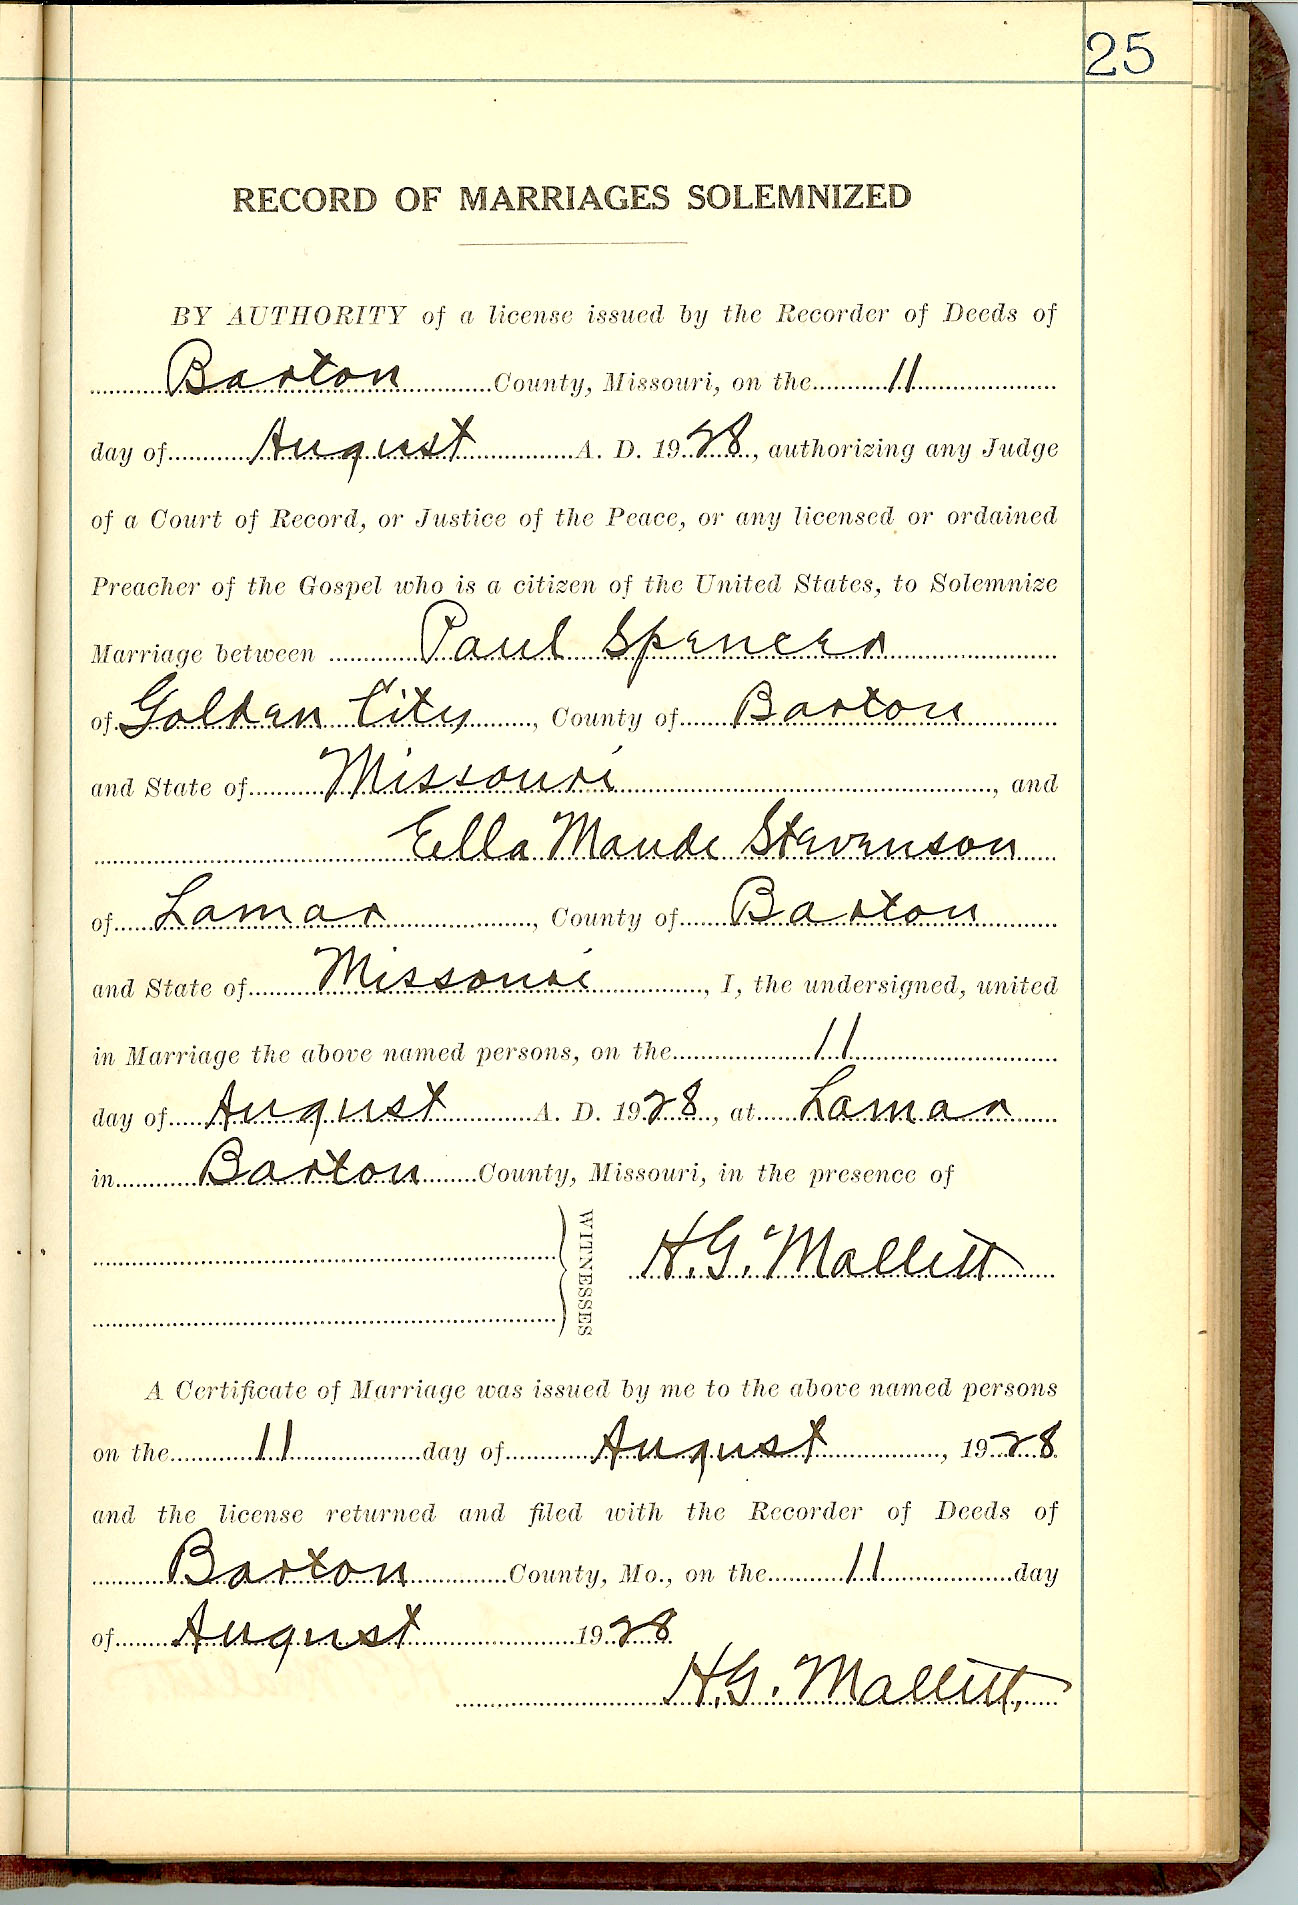 25
RECORD OF MARRIAGES SOLEMNIZED
BY AUTHORITY of a license issued by the Recorder of Deeds of
Barton County, Missouri, on the 11
day of August A. D. 1928, authorizing any Judge
of a Court of Record, or Justice of the Peace, or any licensed or ordained
Preacher of the Gospel who is a citizen of the United States, to Solemnize
Marriage between Paul Spencer
of Golden City, County of Barton
and State of Missouri, and
Ella Maude Stevenson
of Lamar, County of Barton
and State of Missouri, I, the undersigned, united
in Marriage the above named persons, on the 11
day of August A. D. 1928, at Lamar
in Barton County, Missouri, in the presence of
WITNESSES
H.G. Mallett
A Certificate of Marriage was issued by me to the above named persons
on the 11 day of August, 1928
and the license returned and filed with the Recorder of Deeds of
Barton County, Mo., on the 11 day
of August 1928
H.G. Mallitt.